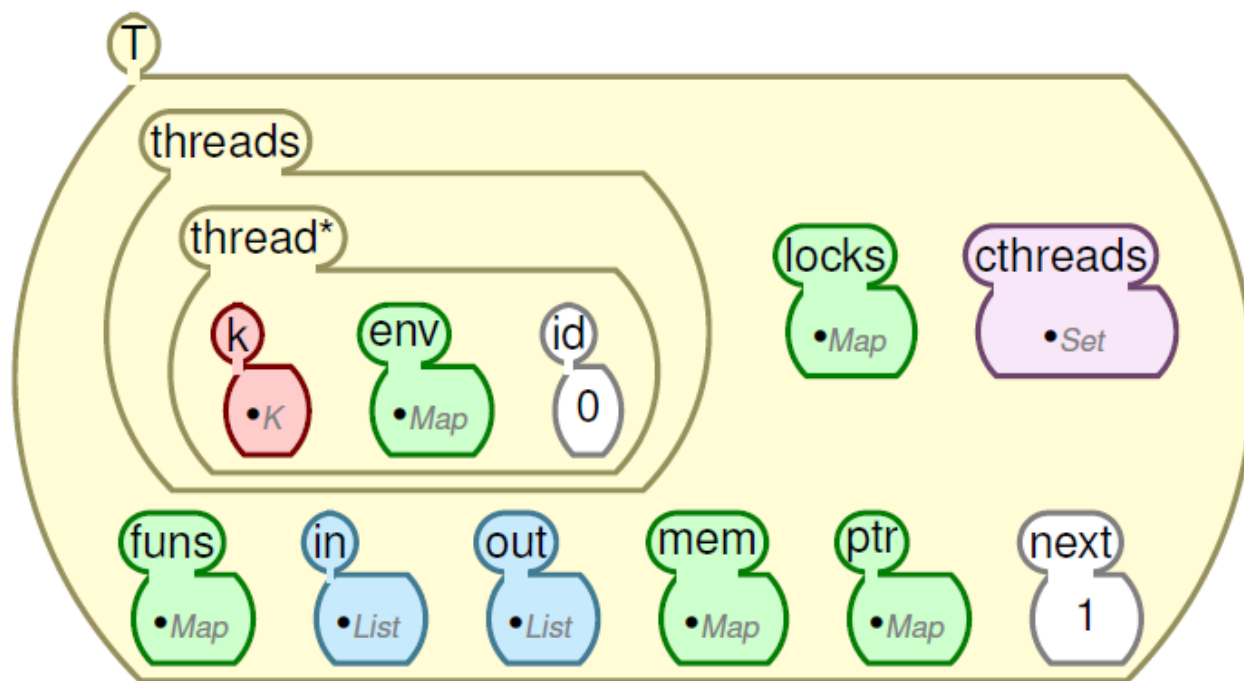 T
threads
thread*
locks cthreads
k env id
•Map •Set
•K •Map 0
funs in out mem ptr next
•Map •List •List •Map •Map 1